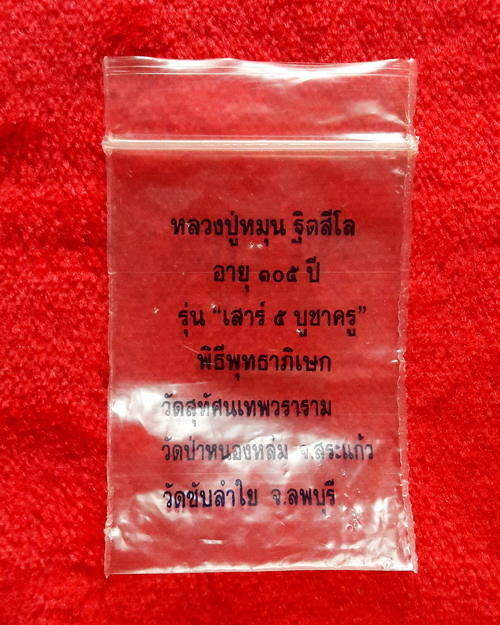 หลวงปู่หมุน ฐิตสีโล
อายุ ๑๐๕ ปี
รุ่น “เสาร์ ๕ บูชาครู”
พิธีพุทธาภิเษก
วัดสุทัศนเทพวราราม
วัดป่าหนองหล่ม จ.สระแก้ว
วัดซับลำใย จ.ลพบุรี